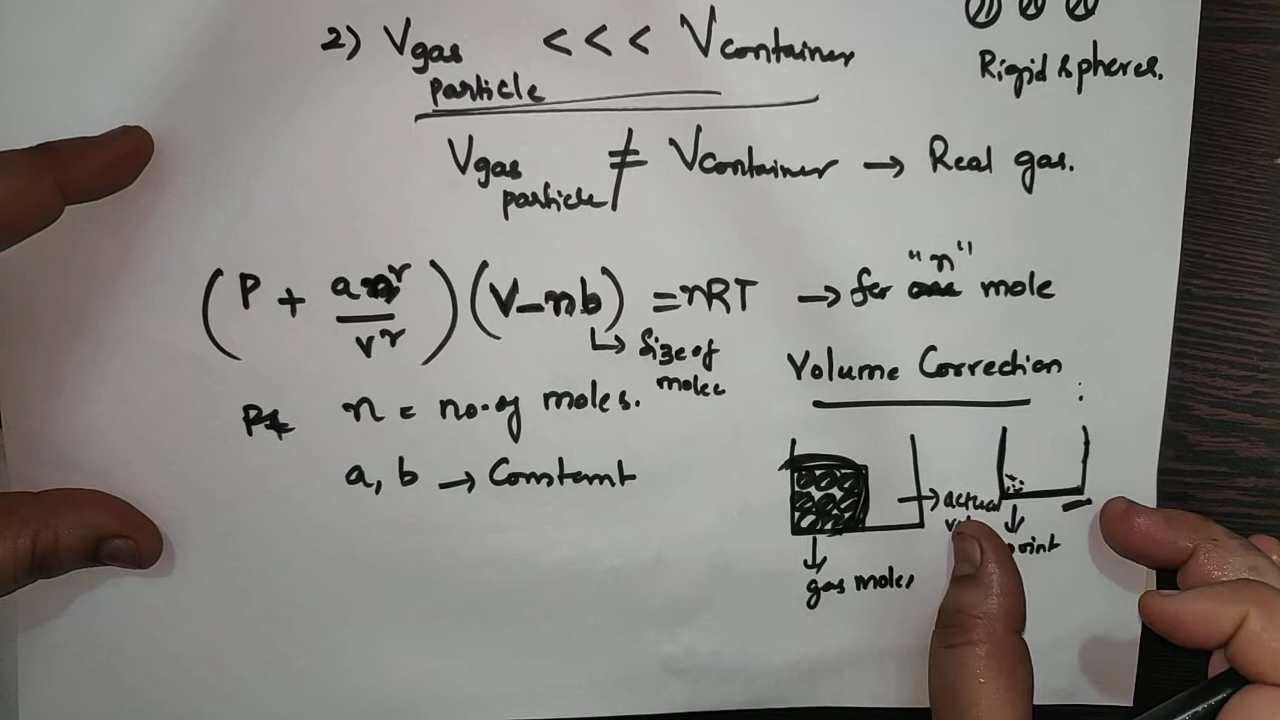 2) Vgas <<< Vcontainer
particle
Rigid spheres.
Vgas ≠ Vcontainer → Real gas.
particle
(P + an²/V²) (V-nb) = nRT → for "n" mole
↳ Size of
molec
Volume Correction
n = no. of moles.
a, b → Constant
→ actual
↓
gas molec
↓